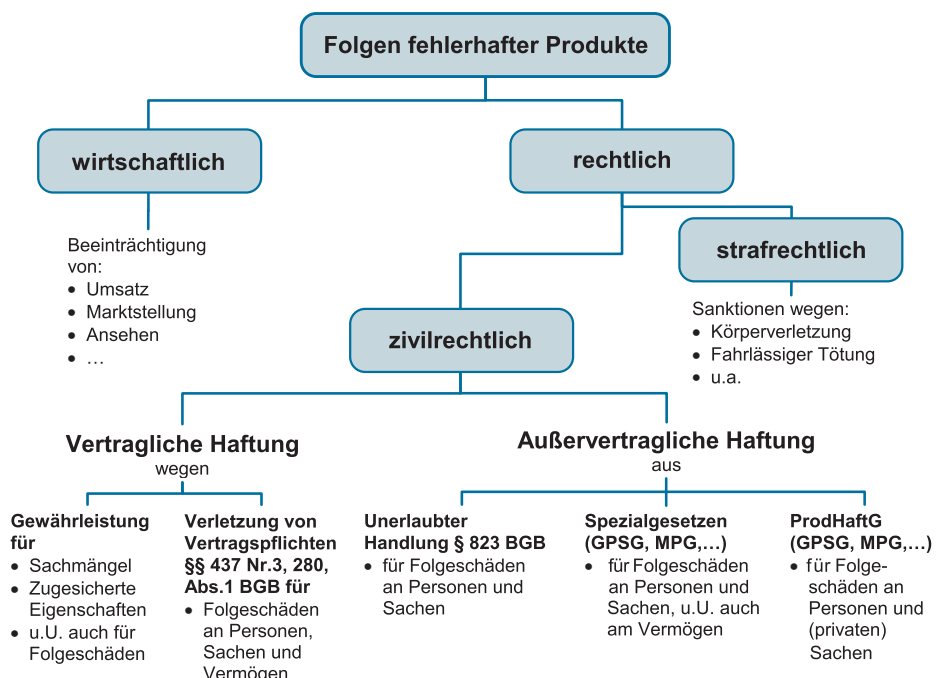 Folgen fehlerhafter Produkte
wirtschaftlich
rechtlich
Beeinträchtigung
von:
• Umsatz
• Marktstellung
• Ansehen
• …
strafrechtlich
Sanktionen wegen:
• Körperverletzung
• Fahrlässiger Tötung
• u.a.
zivilrechtlich
Vertragliche Haftung
wegen
Außervertragliche Haftung
aus
Gewährleistung
für
• Sachmängel
• Zugesicherte
Eigenschaften
• u.U. auch für
Folgeschäden
Verletzung von
Vertragspflichten
§§ 437 Nr.3, 280,
Abs.1 BGB für
• Folgeschäden
an Personen,
Sachen und
Vermögen
Unerlaubter
Handlung § 823 BGB
• für Folgeschäden
an Personen und
Sachen
Spezialgesetzen
(GPSG, MPG,…)
• für Folgeschäden
an Personen und
Sachen, u.U. auch
am Vermögen
ProdHaftG
(GPSG, MPG,…)
• für Folge-
schäden an
Personen und
(privaten)
Sachen